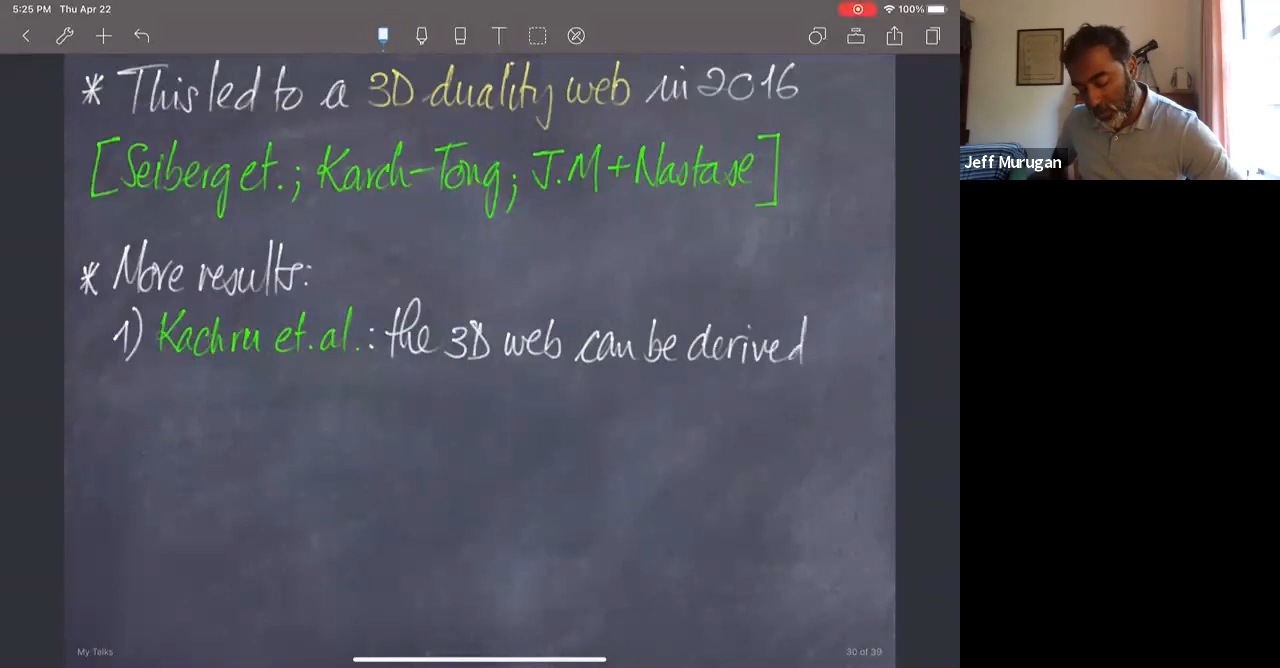 5:25 PM Thu Apr 22
100%
* This led to a 3D duality web in 2016
[Seiberg et.; Karch-Tong; J.M+Nastase]
* More results:
1) Kachru et.al.: the 3D web can be derived
My Talks
30 of 39
Jeff Murugan